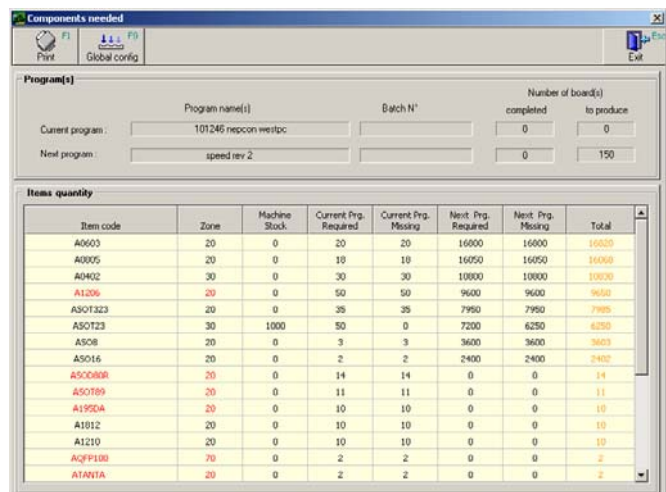 Components needed
F1 F9 Esc
Print Global config Exit
Program(s)
Number of board(s)
Program name(s) Batch N° completed to produce
Current program : 101246 nepcon westpc 0 0
Next program : speed rev 2 0 150
Items quantity
Item code Zone Machine Stock Current Prg. Required Current Prg. Missing Next Prg. Required Next Prg. Missing Total
A0603 20 0 20 20 16000 16000 16020
A0805 20 0 18 18 16050 16050 16068
A0402 30 0 30 30 10800 10800 10830
A1206 20 0 50 50 9600 9600 9650
ASOT323 20 0 35 35 7950 7950 7985
ASOT23 30 1000 50 0 7200 6250 6250
ASO8 20 0 3 3 3600 3600 3603
ASO16 20 0 2 2 2400 2400 2402
ASOD80R 20 0 14 14 0 0 14
ASOT89 20 0 11 11 0 0 11
A195DA 20 0 10 10 0 0 10
A1812 20 0 10 10 0 0 10
A1210 20 0 10 10 0 0 10
AQFP100 70 0 2 2 0 0 2
ATANTA 20 0 2 2 0 0 2